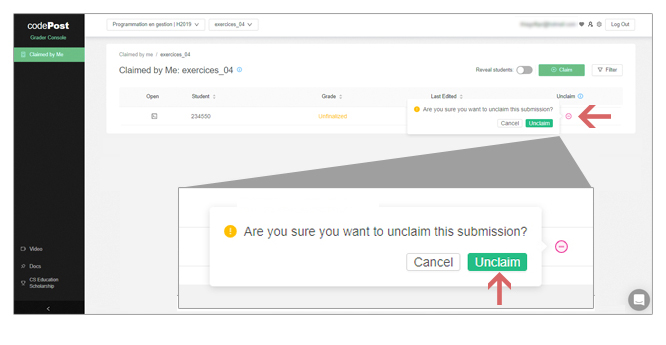 codePost
Grader Console
Claimed by Me
Video
Docs
CS Education
Scholarship
Programmation en gestion | H2019
exercices_04
Log Out
Claimed by me / exercices_04
Claimed by Me: exercices_04
Reveal students:
Claim
Filter
Open Student Grade Last Edited Unclaim
234550 Unfinalized
Are you sure you want to unclaim this submission?
Cancel Unclaim
Are you sure you want to unclaim this submission?
Cancel Unclaim